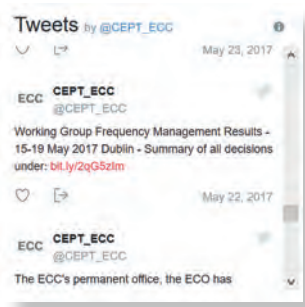 Tweets by @CEPT_ECC
May 23, 2017
ECC CEPT_ECC
@CEPT_ECC
Working Group Frequency Management Results -
15-19 May 2017 Dublin - Summary of all decisions
under: bit.ly/2qG5zIm
May 22, 2017
ECC CEPT_ECC
@CEPT_ECC
The ECC's permanent office, the ECO has